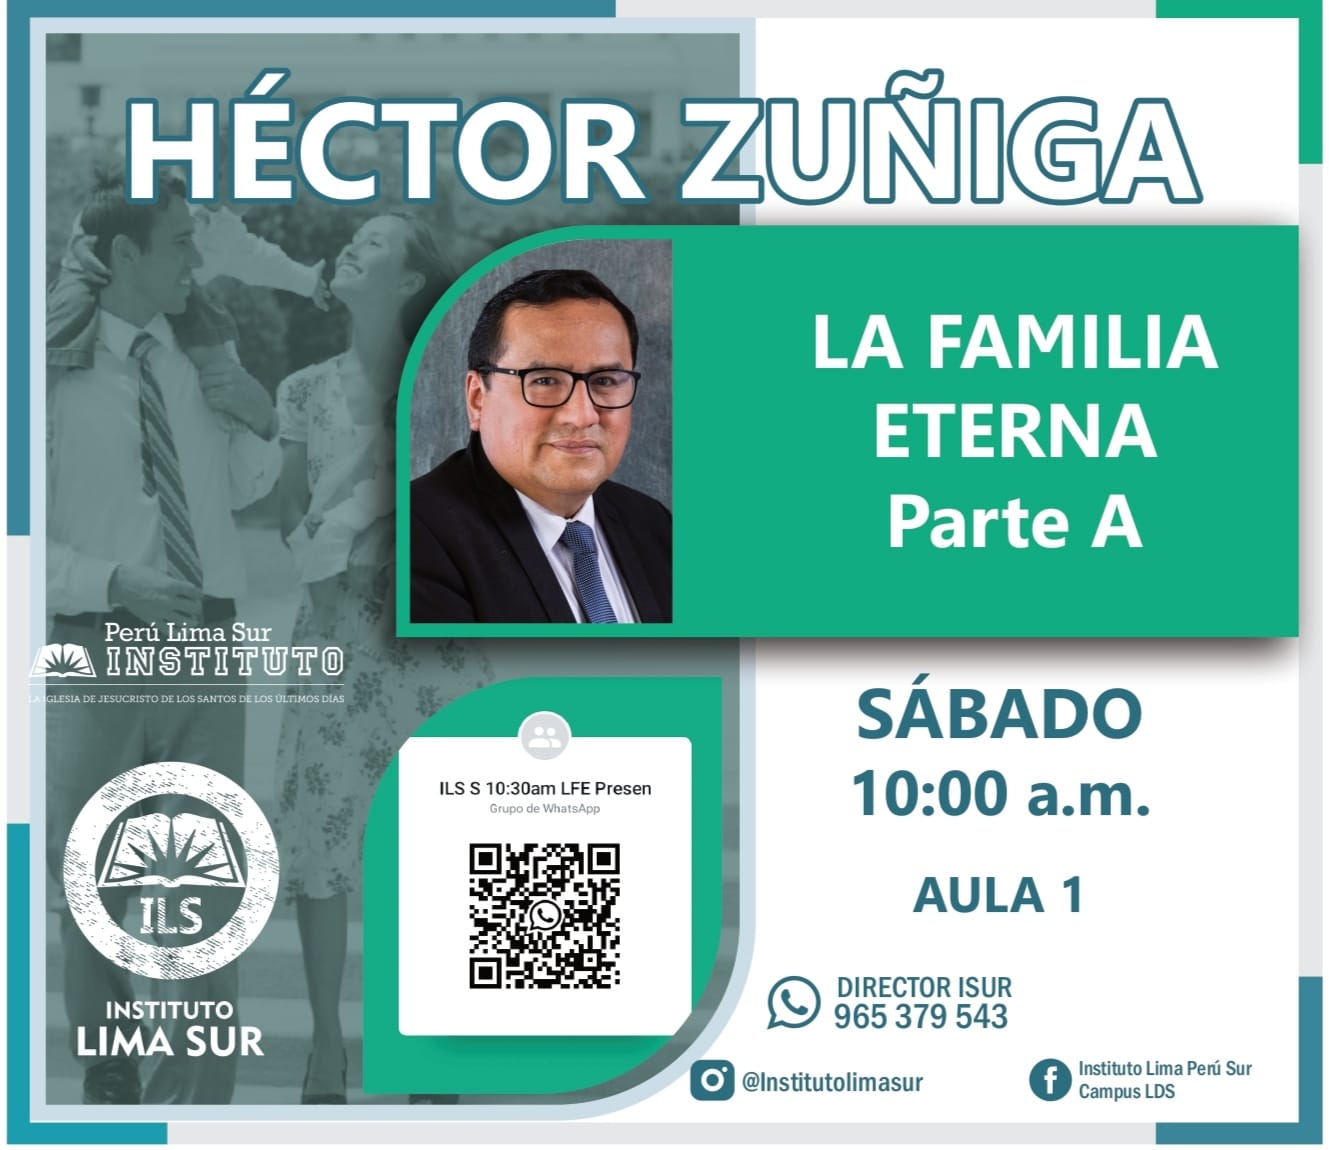 HÉCTOR ZUÑIGA
LA FAMILIA
ETERNA
Parte A
Perú Lima Sur
INSTITUTO
LA IGLESIA DE JESUCRISTO DE LOS SANTOS DE LOS ÚLTIMOS DÍAS
ILS
INSTITUTO
LIMA SUR
ILS S 10:30am LFE Presen
Grupo de WhatsApp
SÁBADO
10:00 a.m.
AULA 1
DIRECTOR ISUR
965 379 543
@Institutolimasur
Instituto Lima Perú Sur
Campus LDS